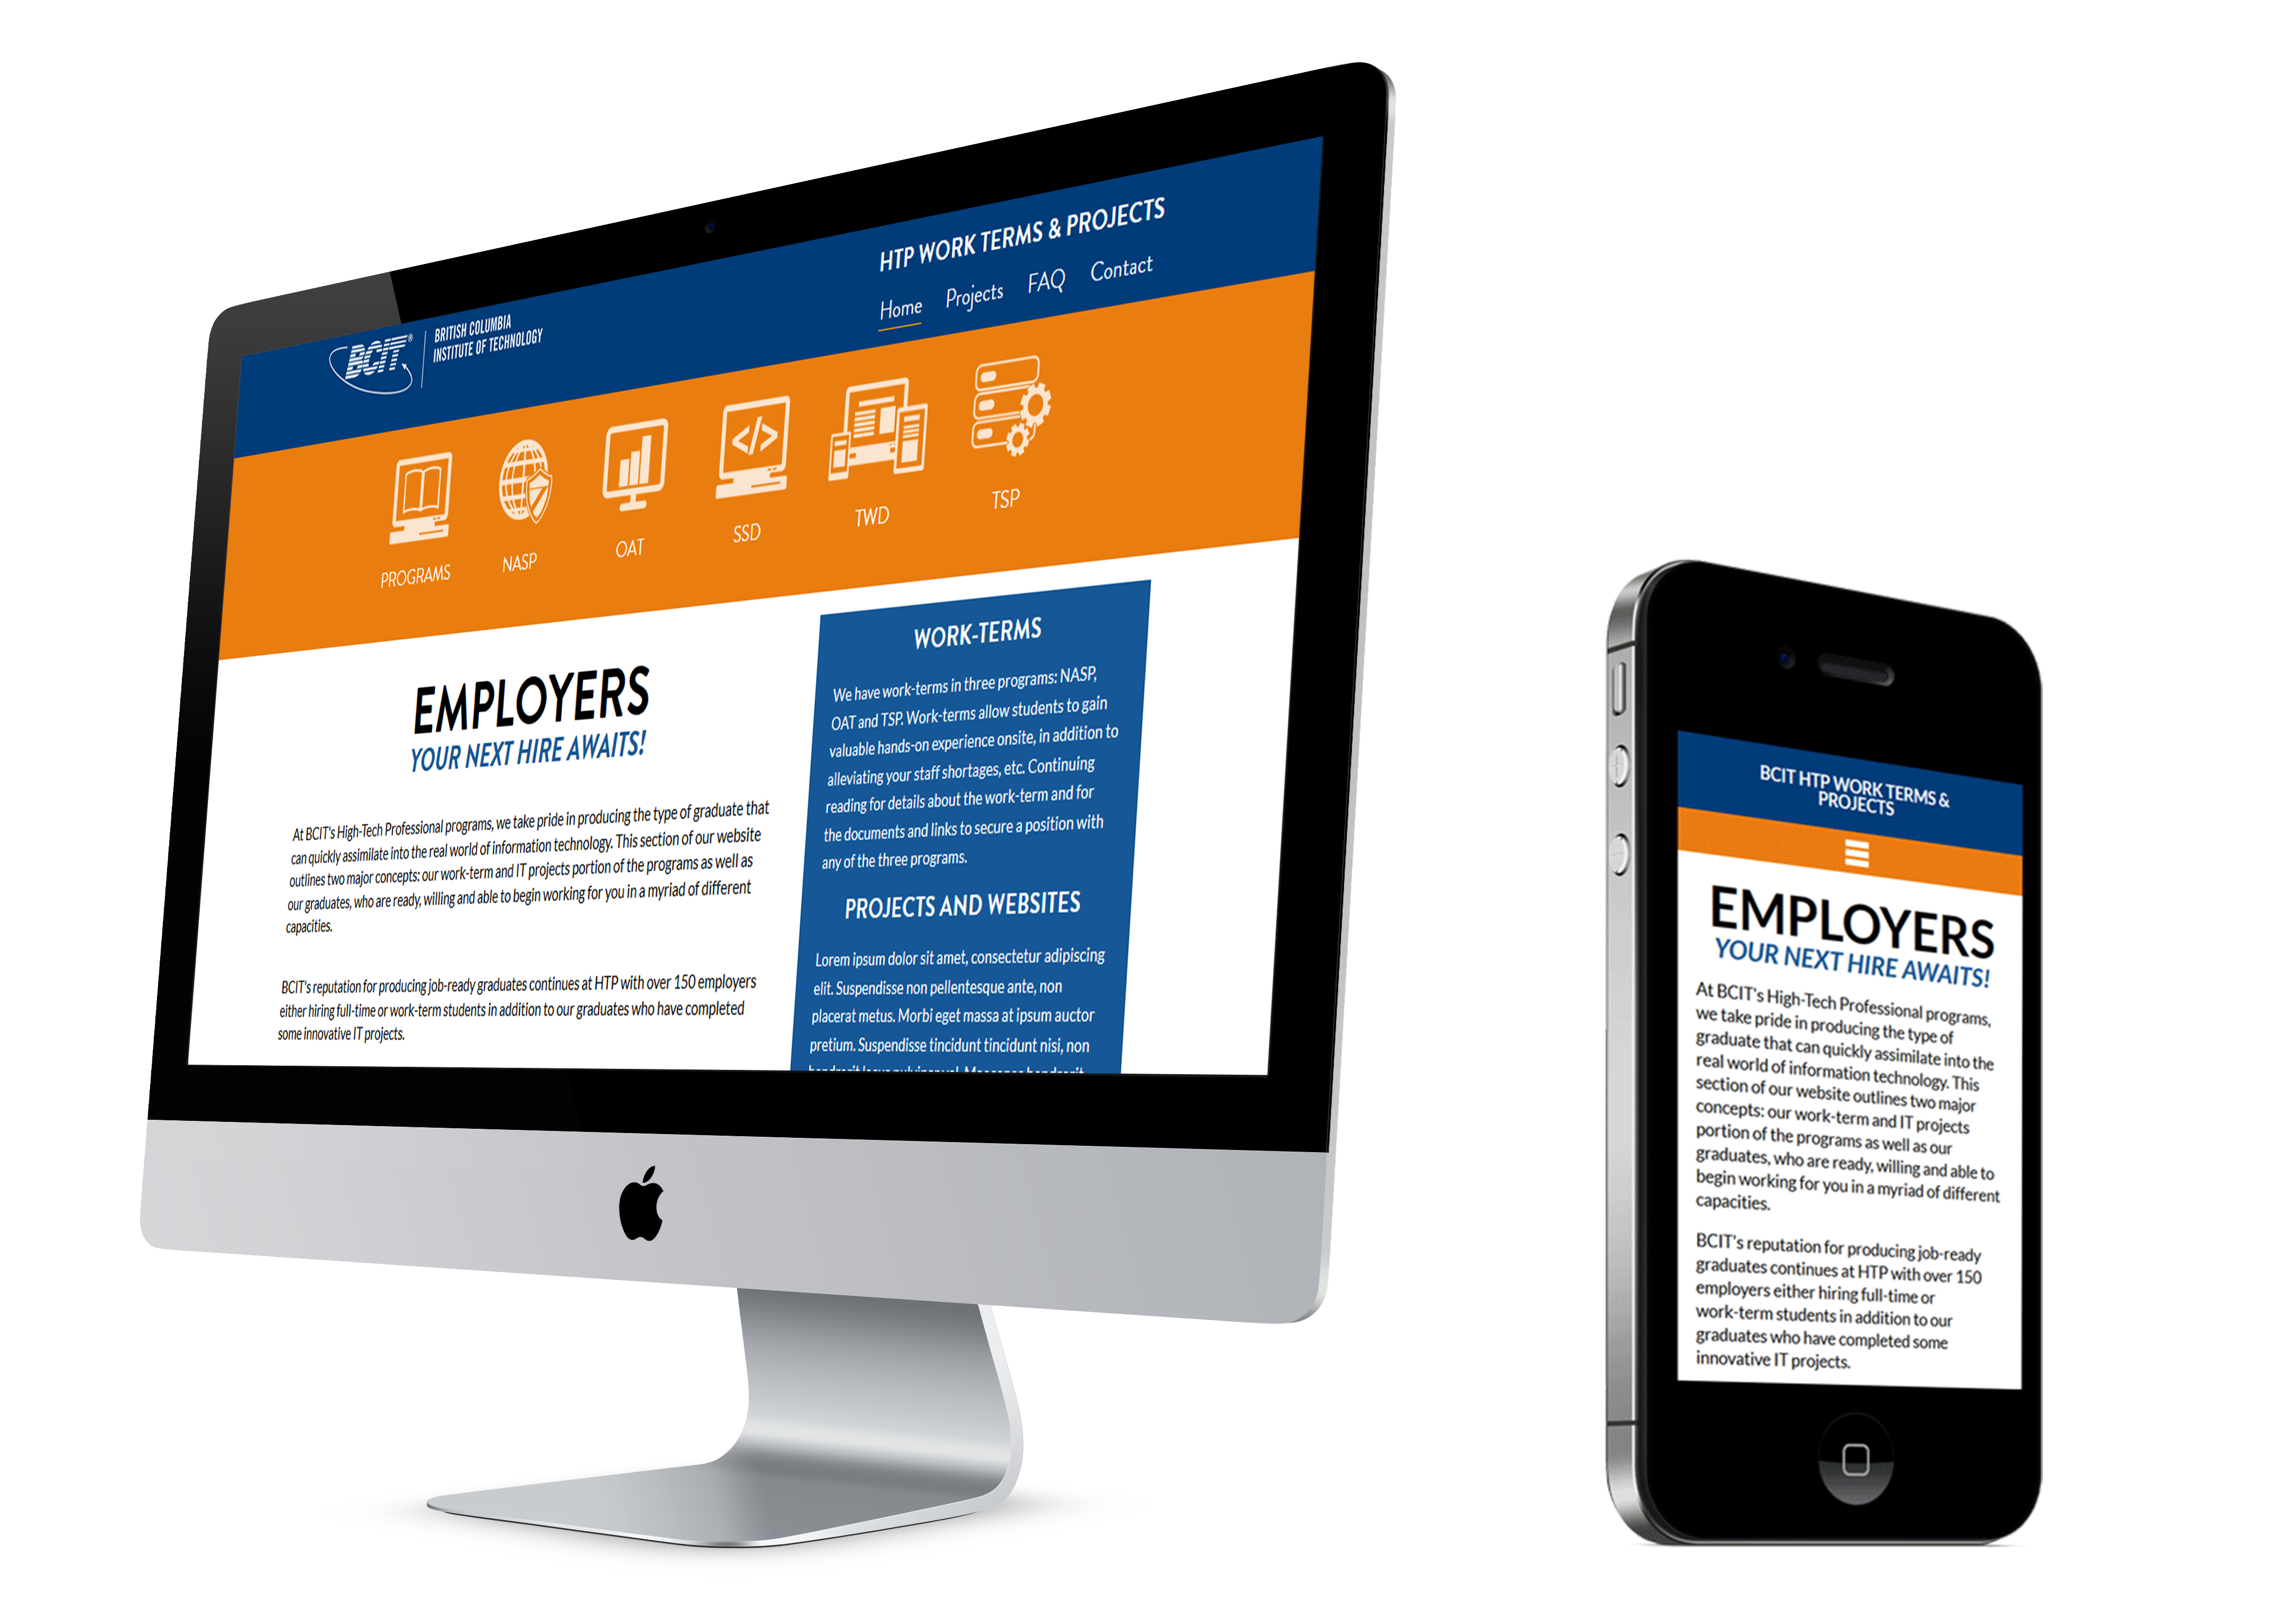 BCIT®
BRITISH COLUMBIA
INSTITUTE OF TECHNOLOGY
HTP WORK TERMS & PROJECTS
Home Projects FAQ Contact
PROGRAMS NASP OAT SSD TWD TSP
EMPLOYERS
YOUR NEXT HIRE AWAITS!
At BCIT's High-Tech Professional programs, we take pride in producing the type of graduate that
can quickly assimilate into the real world of information technology. This section of our website
outlines two major concepts: our work-term and IT projects portion of the programs as well as
our graduates, who are ready, willing and able to begin working for you in a myriad of different
capacities.
BCIT's reputation for producing job-ready graduates continues at HTP with over 150 employers
either hiring full-time or work-term students in addition to our graduates who have completed
some innovative IT projects.
WORK-TERMS
We have work-terms in three programs: NASP,
OAT and TSP. Work-terms allow students to gain
valuable hands-on experience onsite, in addition to
alleviating your staff shortages, etc. Continuing
reading for details about the work-term and for
the documents and links to secure a position with
any of the three programs.
PROJECTS AND WEBSITES
Lorem ipsum dolor sit amet, consectetur adipiscing
elit. Suspendisse non pellentesque ante, non
placerat metus. Morbi eget massa at ipsum auctor
pretium. Suspendisse tincidunt tincidunt nisi, non
BCIT HTP WORK TERMS &
PROJECTS
EMPLOYERS
YOUR NEXT HIRE AWAITS!
At BCIT's High-Tech Professional programs,
we take pride in producing the type of
graduate that can quickly assimilate into the
real world of information technology. This
section of our website outlines two major
concepts: our work-term and IT projects
portion of the programs as well as our
graduates, who are ready, willing and able to
begin working for you in a myriad of different
capacities.
BCIT's reputation for producing job-ready
graduates continues at HTP with over 150
employers either hiring full-time or
work-term students in addition to our
graduates who have completed some
innovative IT projects.